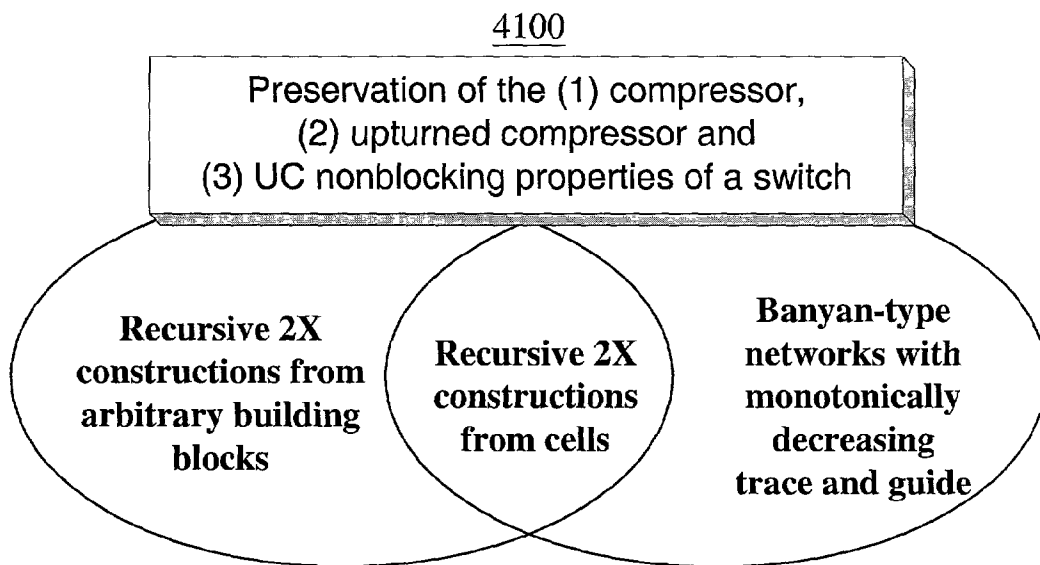 4100
Preservation of the (1) compressor,
(2) upturned compressor and
(3) UC nonblocking properties of a switch
Recursive 2X
constructions from
arbitrary building
blocks
Recursive 2X
constructions
from cells
Banyan-type
networks with
monotonically
decreasing
trace and guide